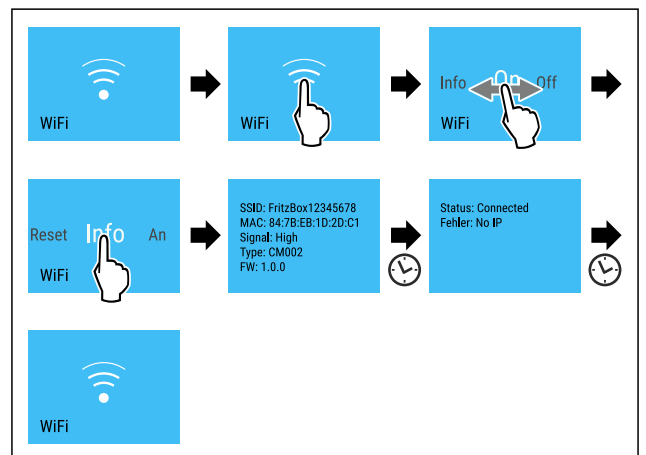 WiFi
WiFi
Info On Off
WiFi
Reset Info An
WiFi
SSID: FritzBox12345678
MAC: 84:7B:EB:1D:2D:C1
Signal: High
Type: CM002
FW: 1.0.0
Status: Connected
Fehler: No IP
WiFi